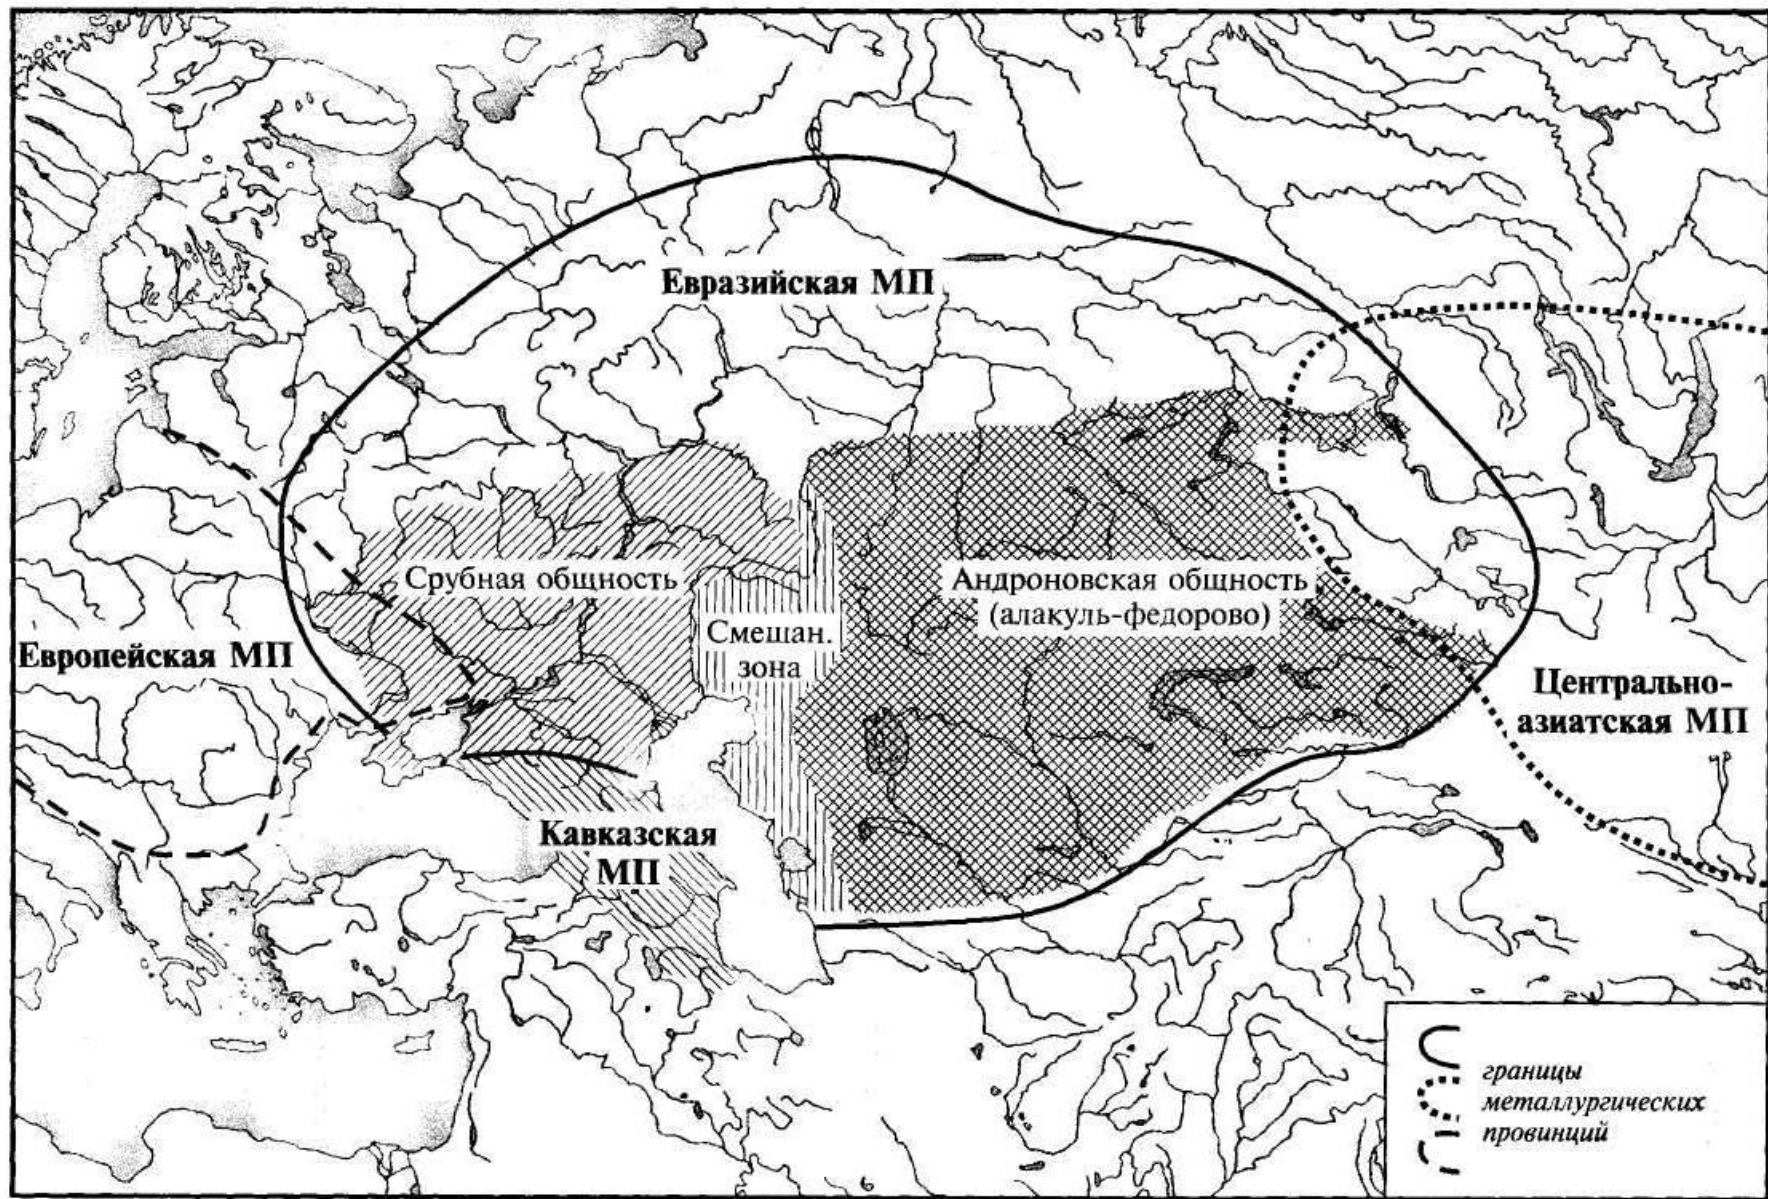 Евразийская МП
Срубная общность
Андроновская общность
(алакуль-федорово)
Смешан.
зона
Европейская МП
Центрально-
азиатская МП
Кавказская
МП
границы
металлургических
провинций